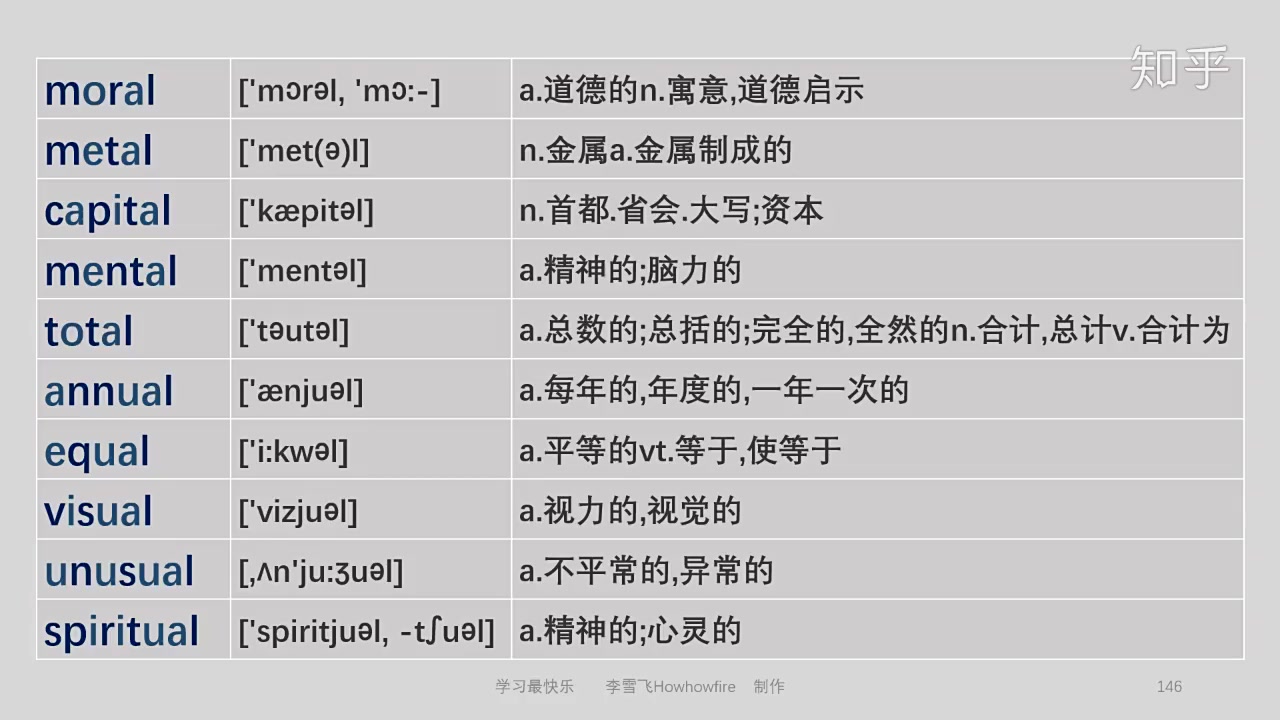 知乎
moral ['mɔrəl, 'mɔ:-] a.道德的n.寓意,道德启示
metal ['met(ə)l] n.金属a.金属制成的
capital ['kæpitəl] n.首都.省会.大写;资本
mental ['mentəl] a.精神的;脑力的
total ['təutəl] a.总数的;总括的;完全的,全然的n.合计,总计v.合计为
annual ['ænjuəl] a.每年的,年度的,一年一次的
equal ['i:kwəl] a.平等的vt.等于,使等于
visual ['vizjuəl] a.视力的,视觉的
unusual [,ʌn'ju:ʒuəl] a.不平常的,异常的
spiritual ['spiritjuəl, -tʃuəl] a.精神的;心灵的
学习最快乐 李雪飞Howhowfire 制作 146